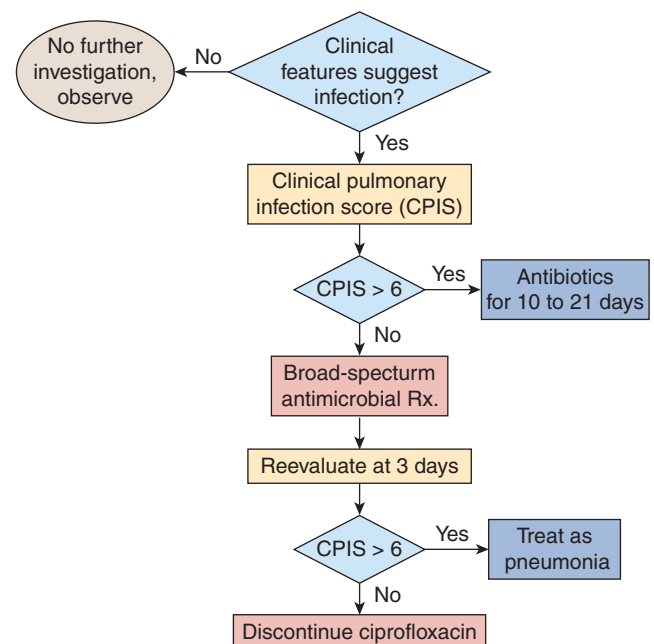 No further
investigation,
observe
No
Clinical
features suggest
infection?
Yes
Clinical pulmonary
infection score (CPIS)
CPIS > 6
Yes
Antibiotics
for 10 to 21 days
No
Broad-specturm
antimicrobial Rx.
Reevaluate at 3 days
CPIS > 6
Yes
Treat as
pneumonia
No
Discontinue ciprofloxacin